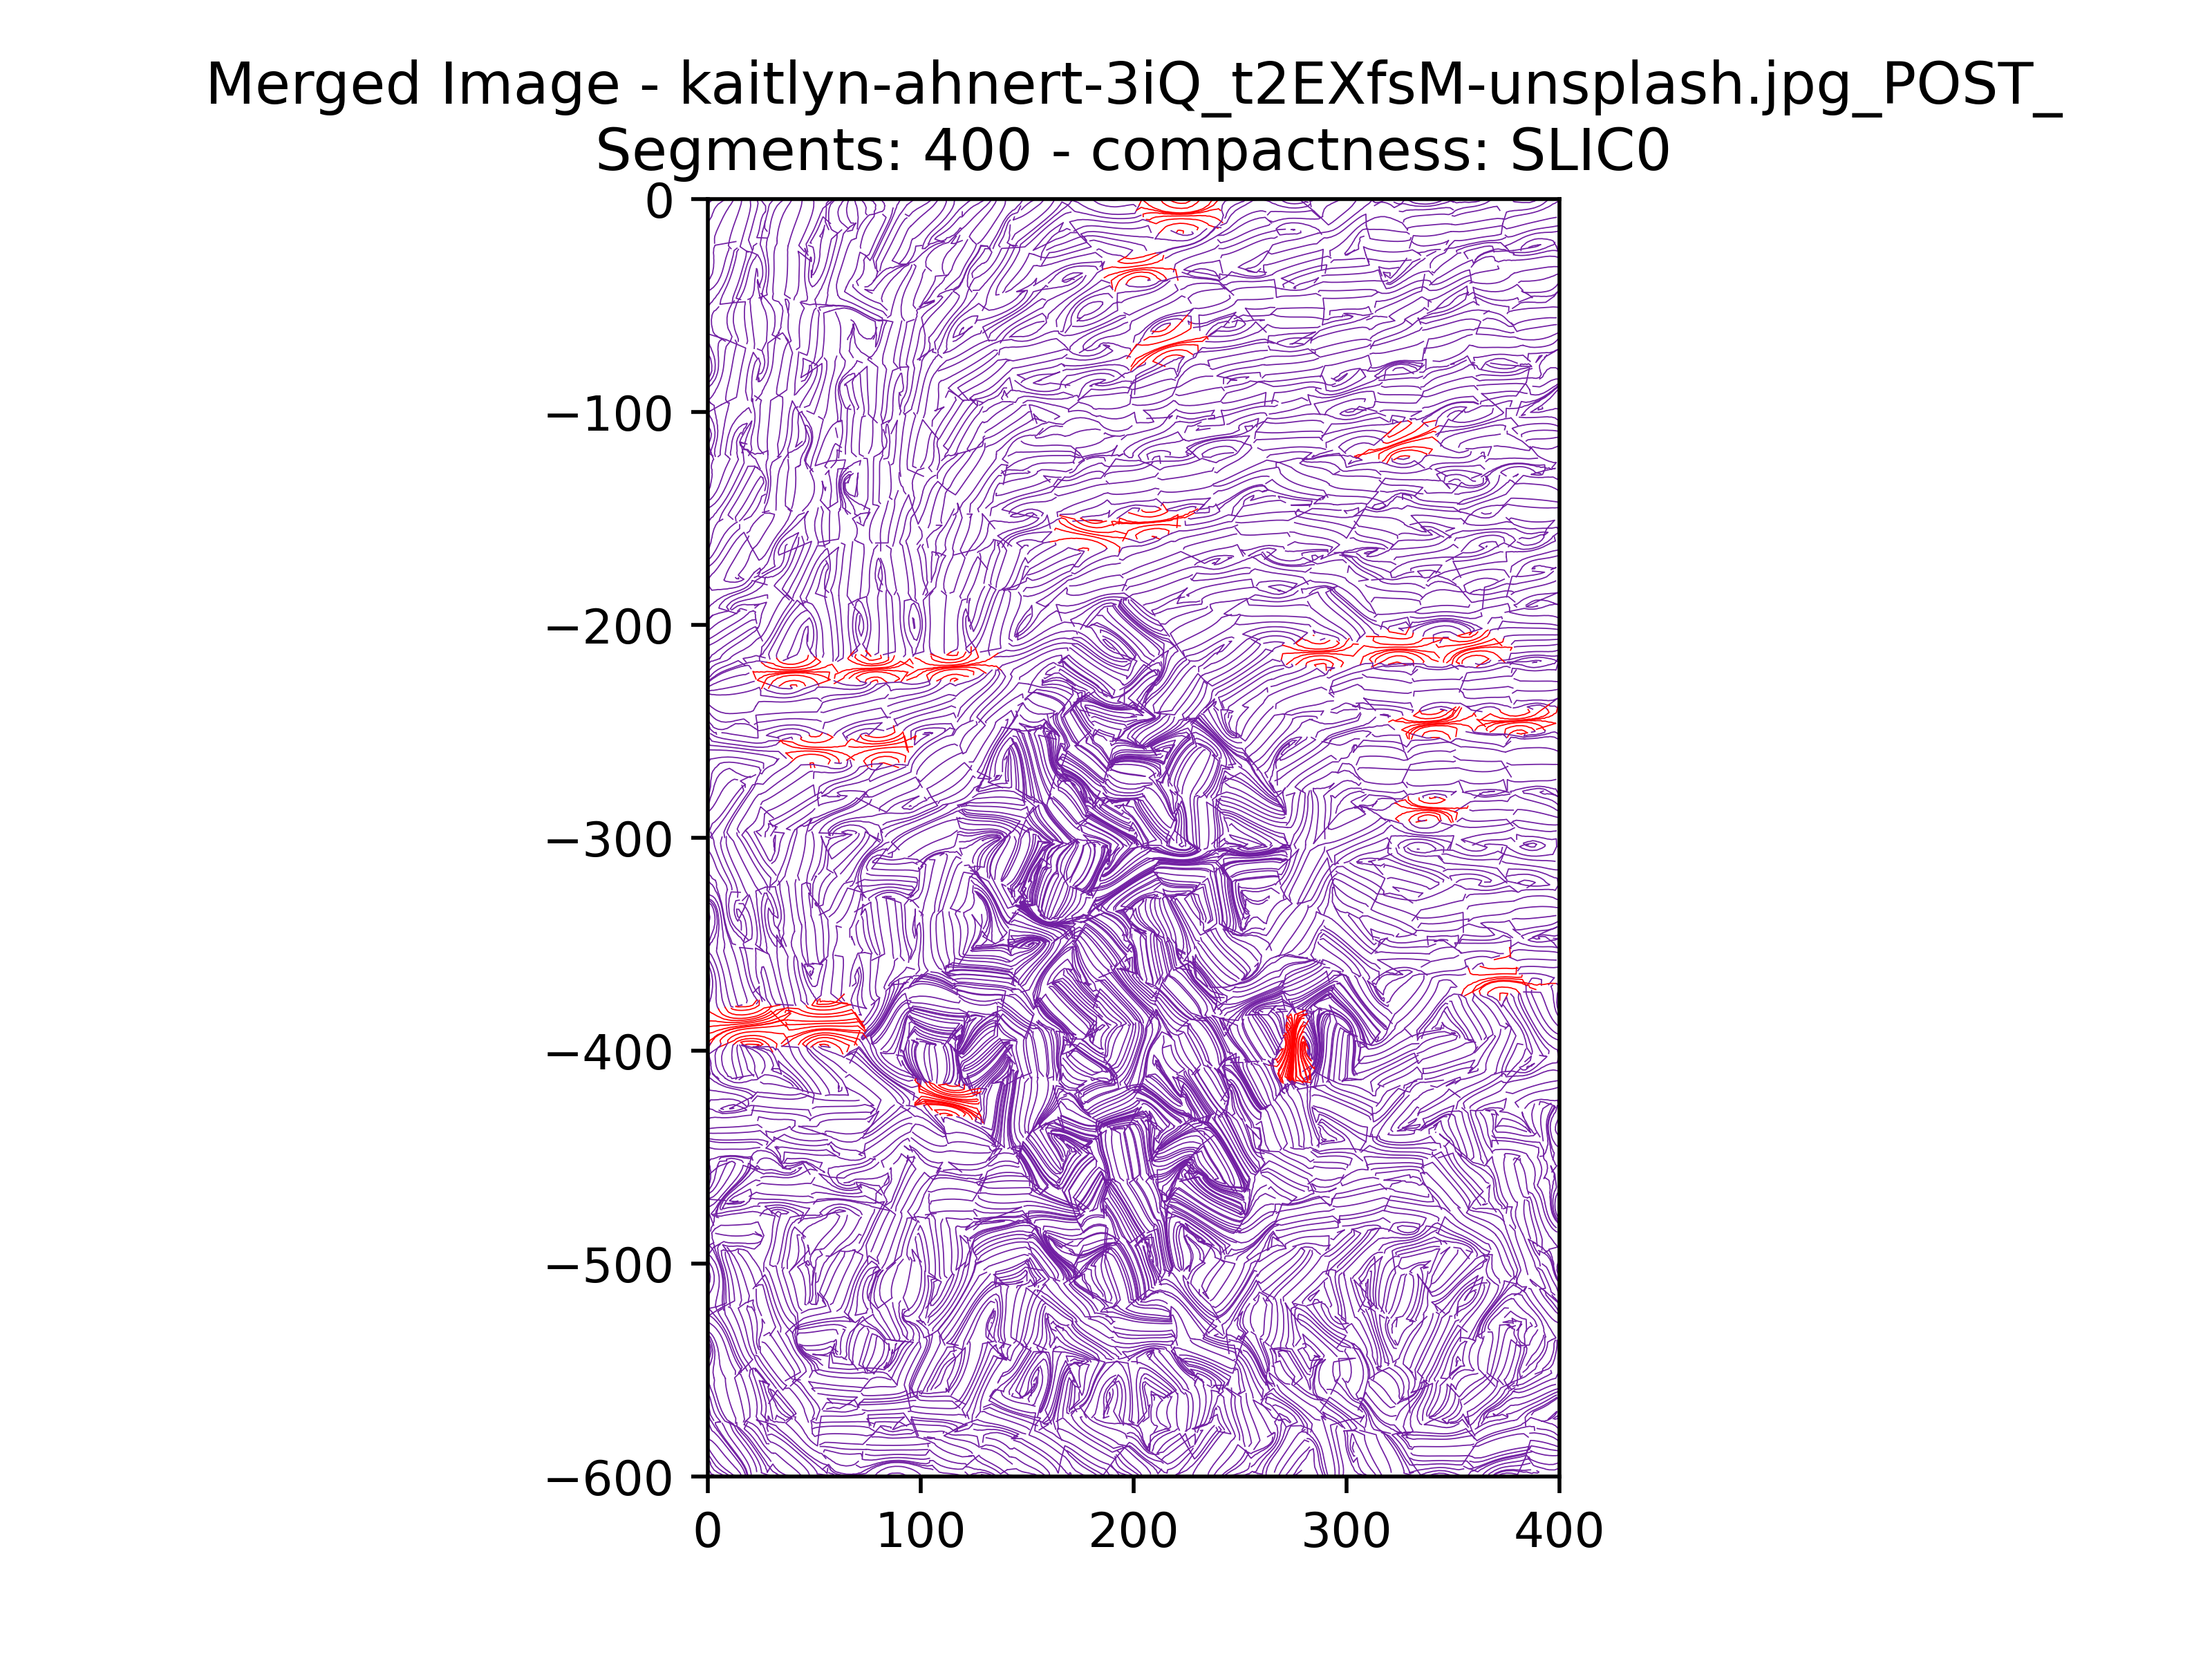 Merged Image - kaitlyn-ahnert-3iQ_t2EXfsM-unsplash.jpg_POST_
Segments: 400 - compactness: SLIC0
0
−100
−200
−300
−400
−500
−600
0 100 200 300 400